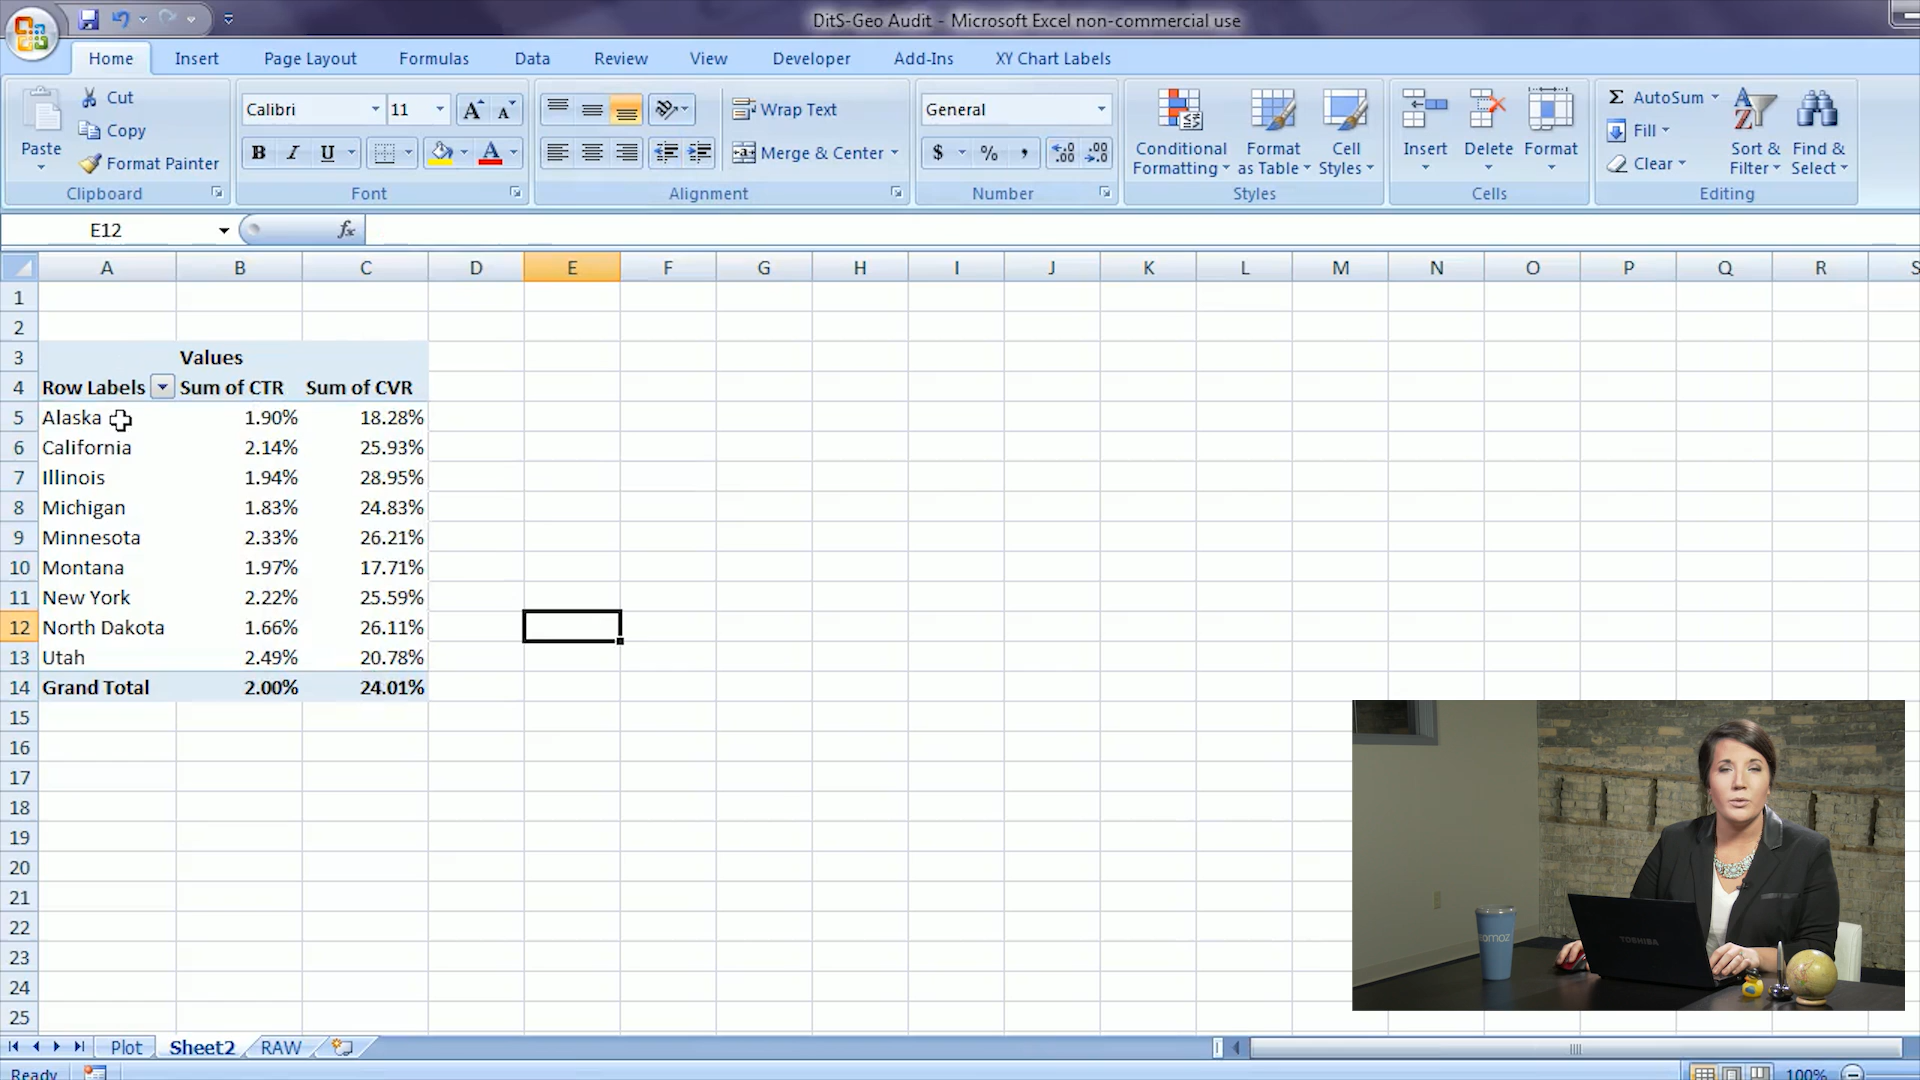 DitS-Geo Audit - Microsoft Excel non-commercial use
Home Insert Page Layout Formulas Data Review View Developer Add-Ins XY Chart Labels
Paste
Cut
Copy
Format Painter
Clipboard
Calibri 11
B I U A
Font
Wrap Text
Merge & Center
Alignment
General
$ % ,
Number
Conditional Formatting
Format as Table
Cell Styles
Styles
Insert Delete Format
Cells
Σ AutoSum
Fill
Clear
Sort & Filter
Find & Select
Editing
E12 fx
A B C D E F G H I J K L M N O P Q R S
1
2
3 Values
4 Row Labels Sum of CTR Sum of CVR
5 Alaska 1.90% 18.28%
6 California 2.14% 25.93%
7 Illinois 1.94% 28.95%
8 Michigan 1.83% 24.83%
9 Minnesota 2.33% 26.21%
10 Montana 1.97% 17.71%
11 New York 2.22% 25.59%
12 North Dakota 1.66% 26.11%
13 Utah 2.49% 20.78%
14 Grand Total 2.00% 24.01%
15
16
17
18
19
20
21
22
23
24
25
TOSHIBA
Plot Sheet2 RAW
Ready 100%